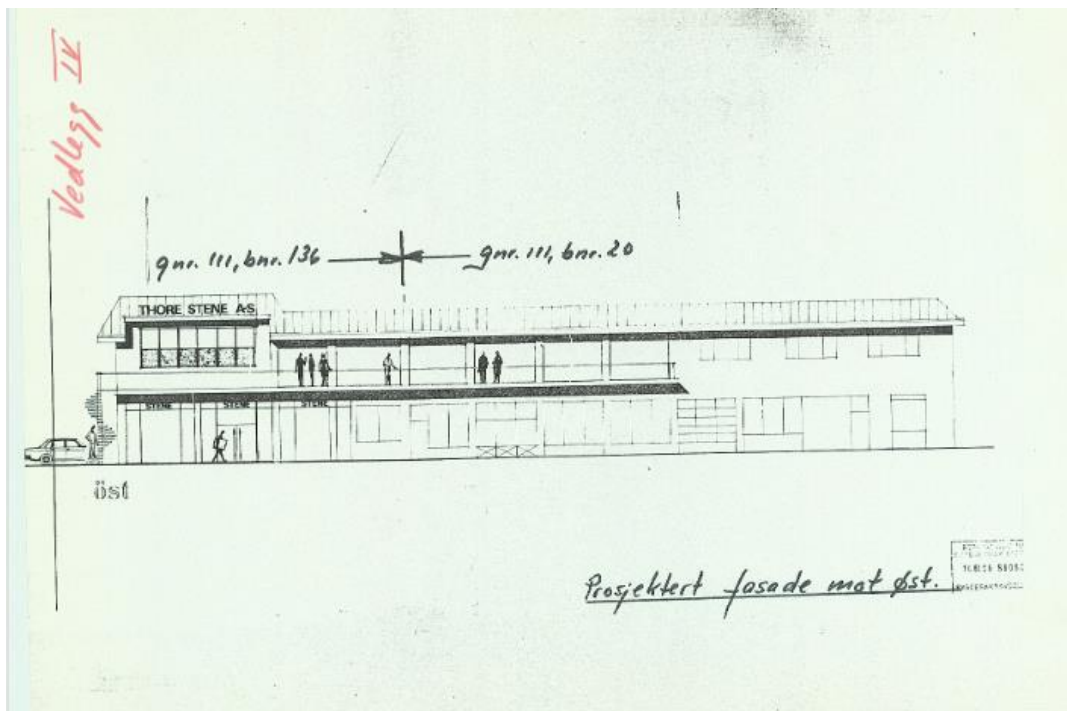 Vedlegg IV
gnr. 111, bnr. 136
gnr. 111, bnr. 20
THORE STENE A-S
STENE STENE STENE
öst
Prosjektert fasade mot øst.